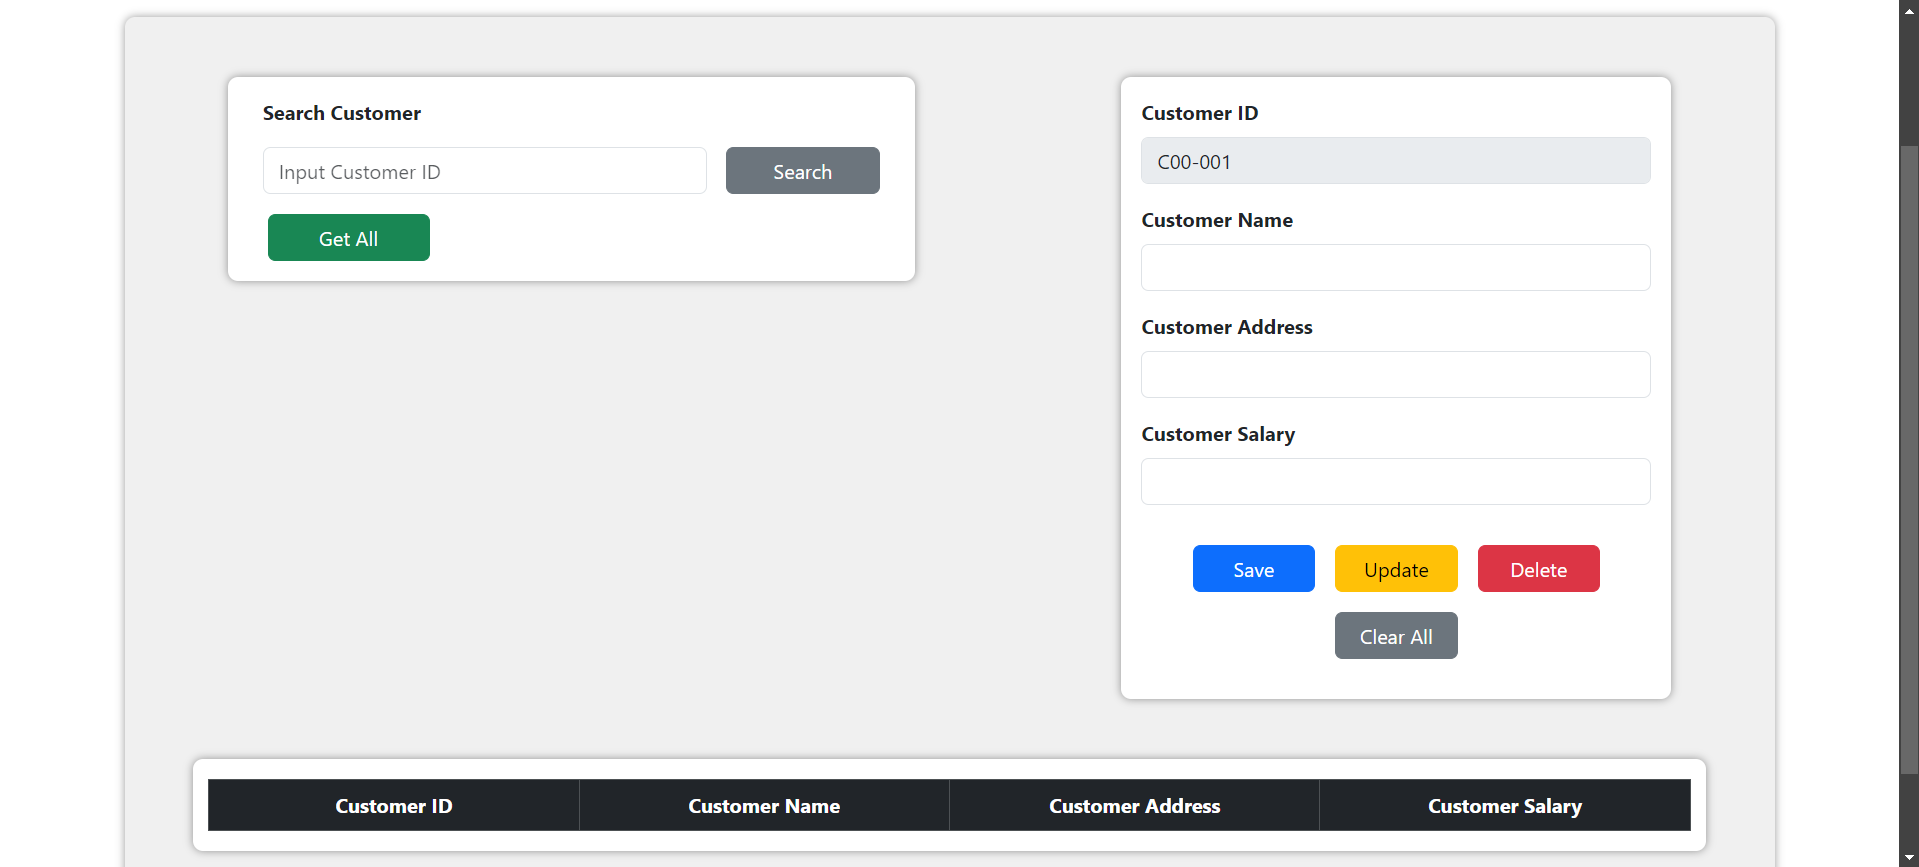 Search Customer
Input Customer ID
Search
Get All
Customer ID
C00-001
Customer Name
Customer Address
Customer Salary
Save
Update
Delete
Clear All
Customer ID
Customer Name
Customer Address
Customer Salary